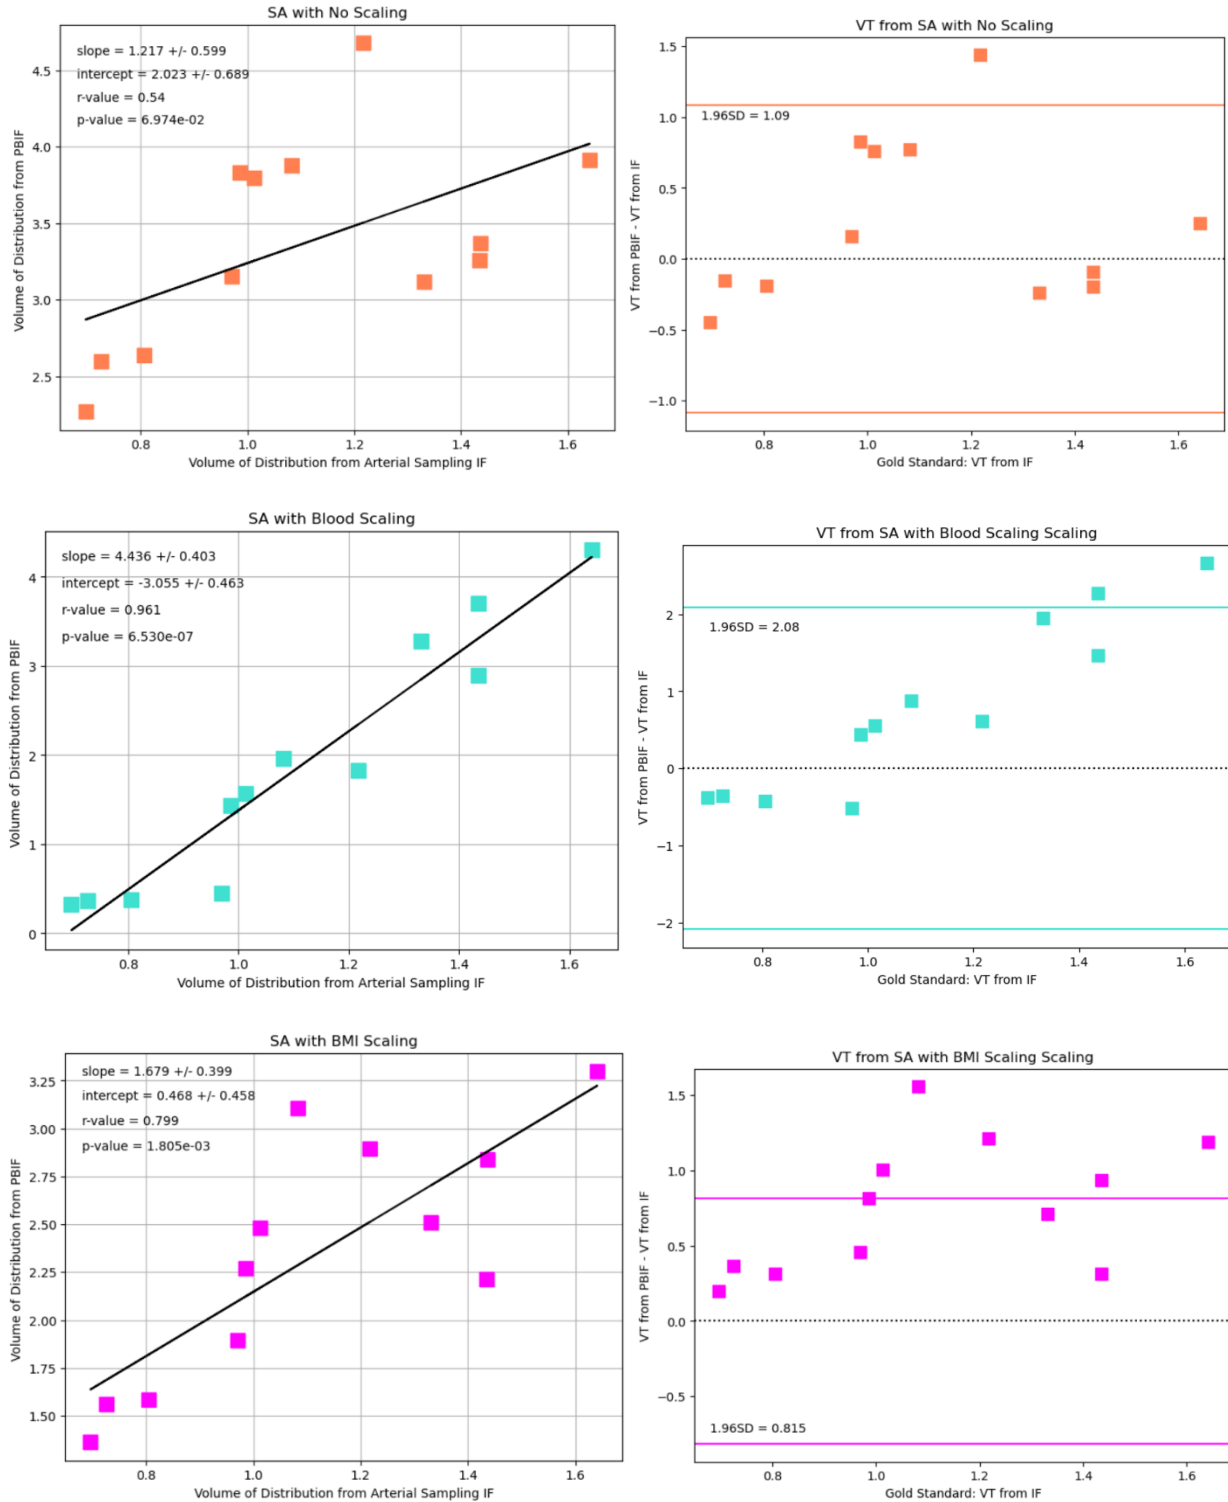 SA with No Scaling
slope = 1.217 +/- 0.599
intercept = 2.023 +/- 0.689
r-value = 0.54
p-value = 6.974e-02
Volume of Distribution from PBIF
4.5
4.0
3.5
3.0
2.5
0.8 1.0 1.2 1.4 1.6
Volume of Distribution from Arterial Sampling IF
VT from SA with No Scaling
1.96SD = 1.09
VT from PBIF - VT from IF
1.5
1.0
0.5
0.0
−0.5
−1.0
0.8 1.0 1.2 1.4 1.6
Gold Standard: VT from IF
SA with Blood Scaling
slope = 4.436 +/- 0.403
intercept = -3.055 +/- 0.463
r-value = 0.961
p-value = 6.530e-07
Volume of Distribution from PBIF
4
3
2
1
0
0.8 1.0 1.2 1.4 1.6
Volume of Distribution from Arterial Sampling IF
VT from SA with Blood Scaling Scaling
1.96SD = 2.08
VT from PBIF - VT from IF
2
1
0
−1
−2
0.8 1.0 1.2 1.4 1.6
Gold Standard: VT from IF
SA with BMI Scaling
slope = 1.679 +/- 0.399
intercept = 0.468 +/- 0.458
r-value = 0.799
p-value = 1.805e-03
Volume of Distribution from PBIF
3.25
3.00
2.75
2.50
2.25
2.00
1.75
1.50
0.8 1.0 1.2 1.4 1.6
Volume of Distribution from Arterial Sampling IF
VT from SA with BMI Scaling Scaling
VT from PBIF - VT from IF
1.5
1.0
0.5
0.0
−0.5
1.96SD = 0.815
0.8 1.0 1.2 1.4 1.6
Gold Standard: VT from IF